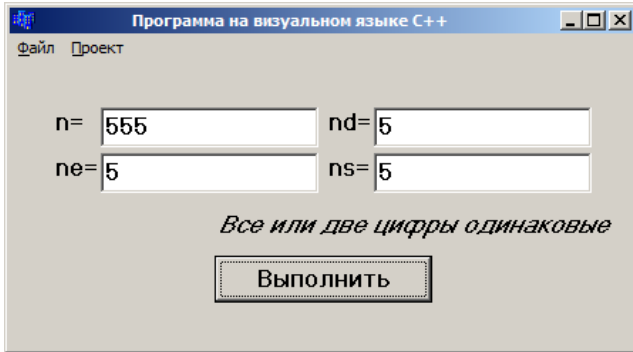 Программа на визуальном языке C++
Файл Проект
n= 555 nd= 5
ne= 5 ns= 5
Все или две цифры одинаковые
Выполнить